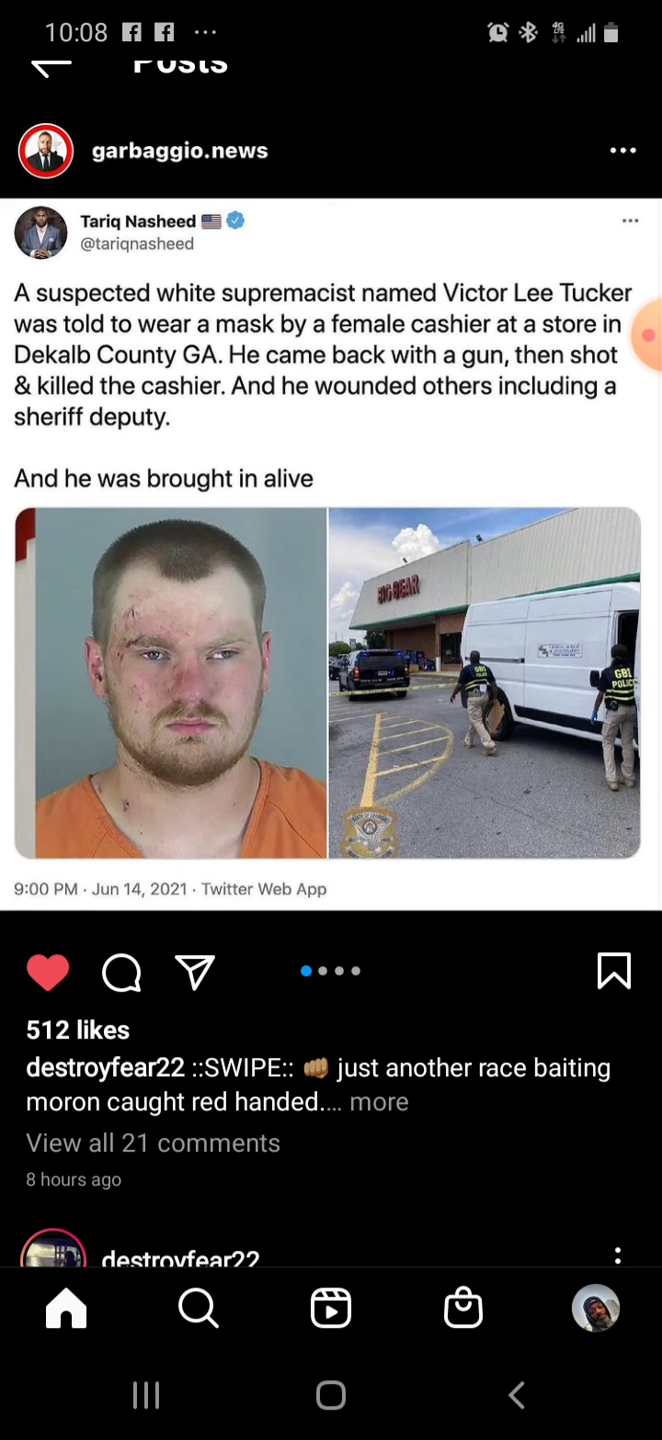 10:08
4G
LTE
Posts
garbaggio.news
Tariq Nasheed
@tariqnasheed
A suspected white supremacist named Victor Lee Tucker
was told to wear a mask by a female cashier at a store in
Dekalb County GA. He came back with a gun, then shot
& killed the cashier. And he wounded others including a
sheriff deputy.
And he was brought in alive
BIG BEAR
GBI
GBI
POLICE
9:00 PM · Jun 14, 2021 · Twitter Web App
512 likes
destroyfear22 ::SWIPE:: 👊🏽 just another race baiting
moron caught red handed.... more
View all 21 comments
8 hours ago
destroyfear22